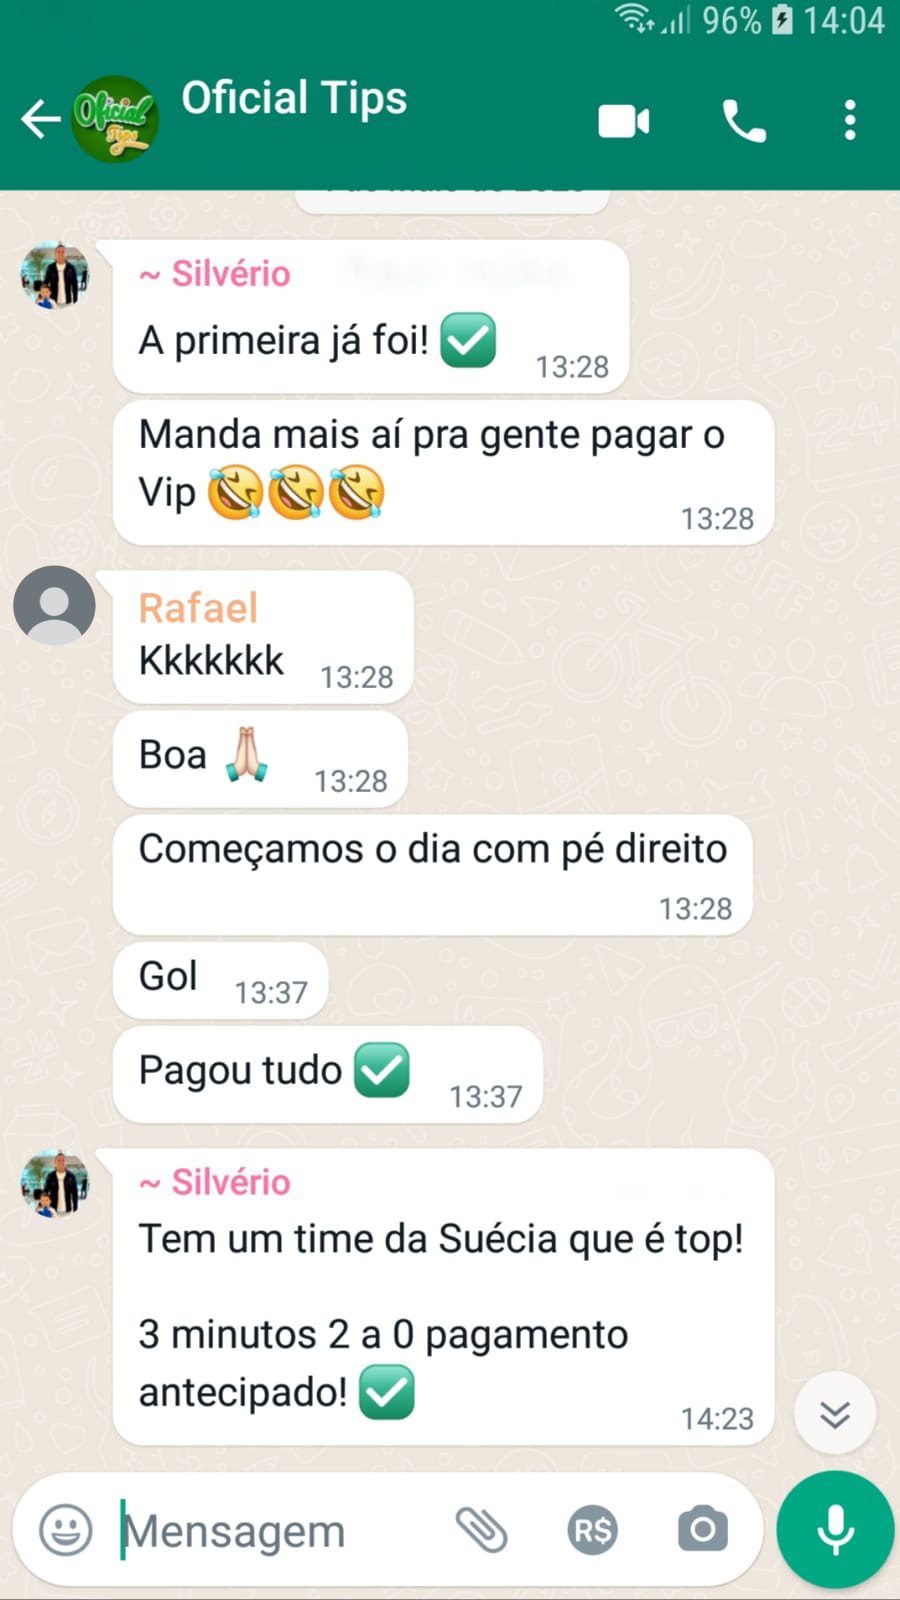 96% 14:04
Oficial Tips
Oficial
Tips
~ Silvério
A primeira já foi! ✅
13:28
Manda mais aí pra gente pagar o
Vip 🤣🤣🤣
13:28
Rafael
Kkkkkkk 13:28
Boa 🙏🏻
13:28
Começamos o dia com pé direito
13:28
Gol 13:37
Pagou tudo ✅
13:37
~ Silvério
Tem um time da Suécia que é top!
3 minutos 2 a 0 pagamento
antecipado! ✅
14:23
Mensagem R$